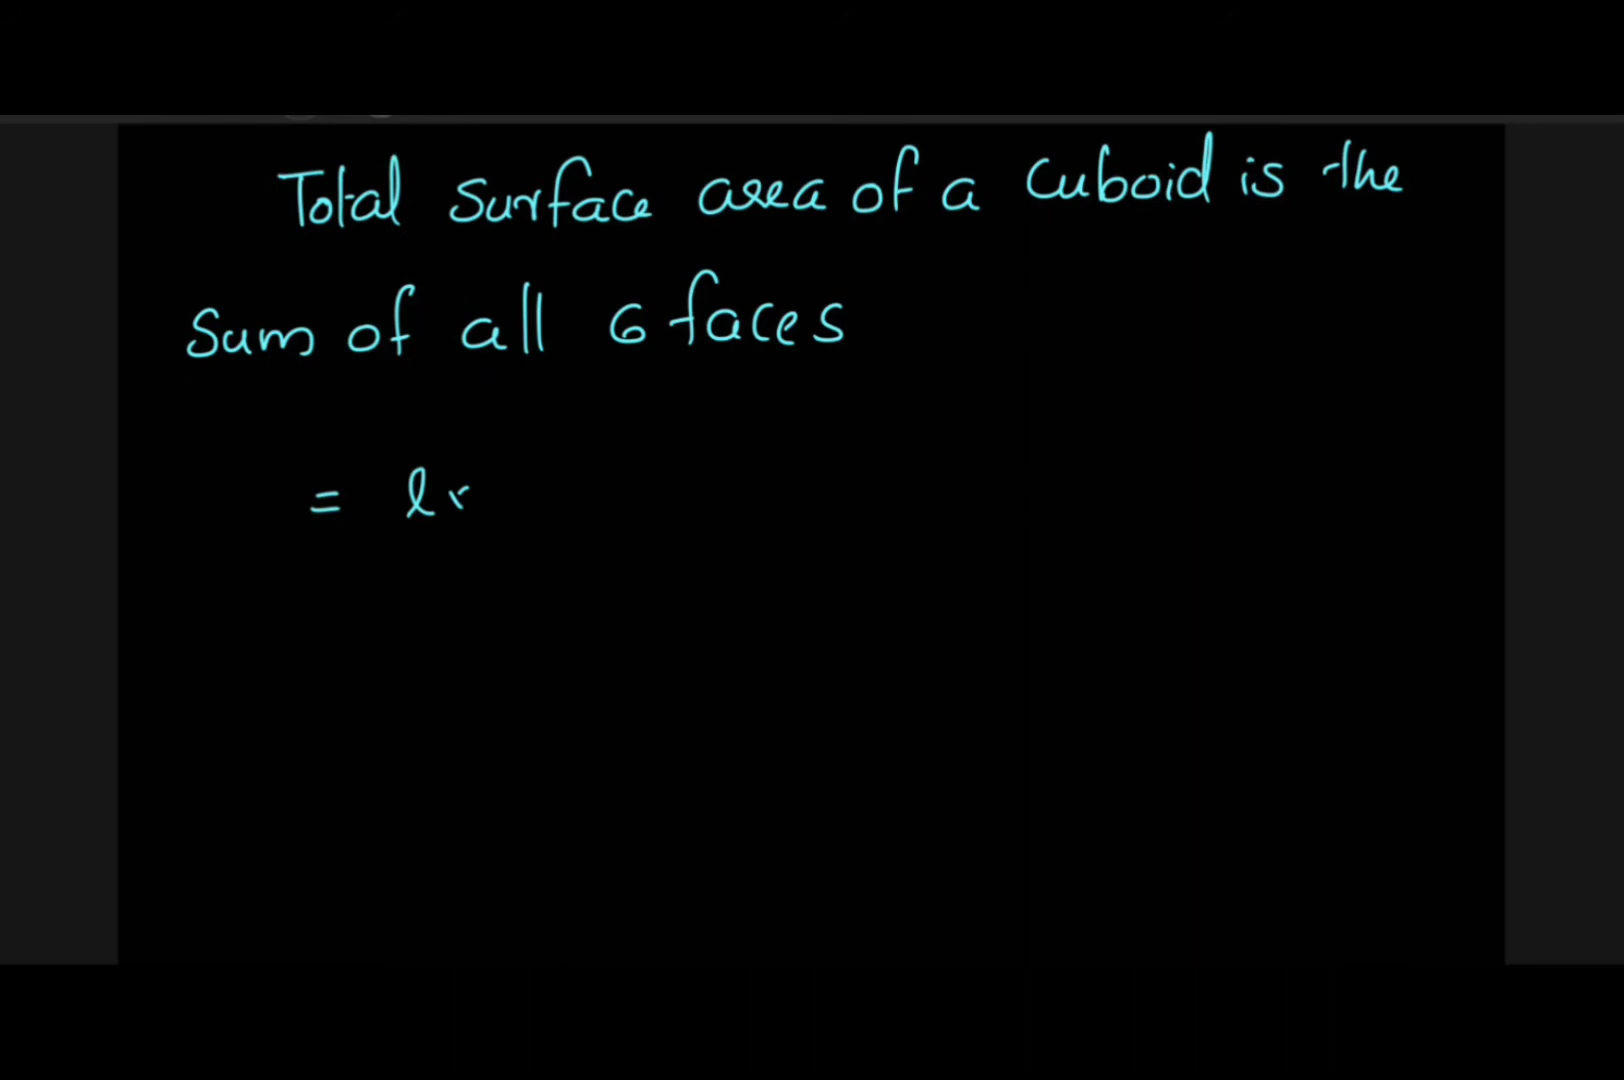 Total surface area of a cuboid is the
Sum of all 6 faces
= l